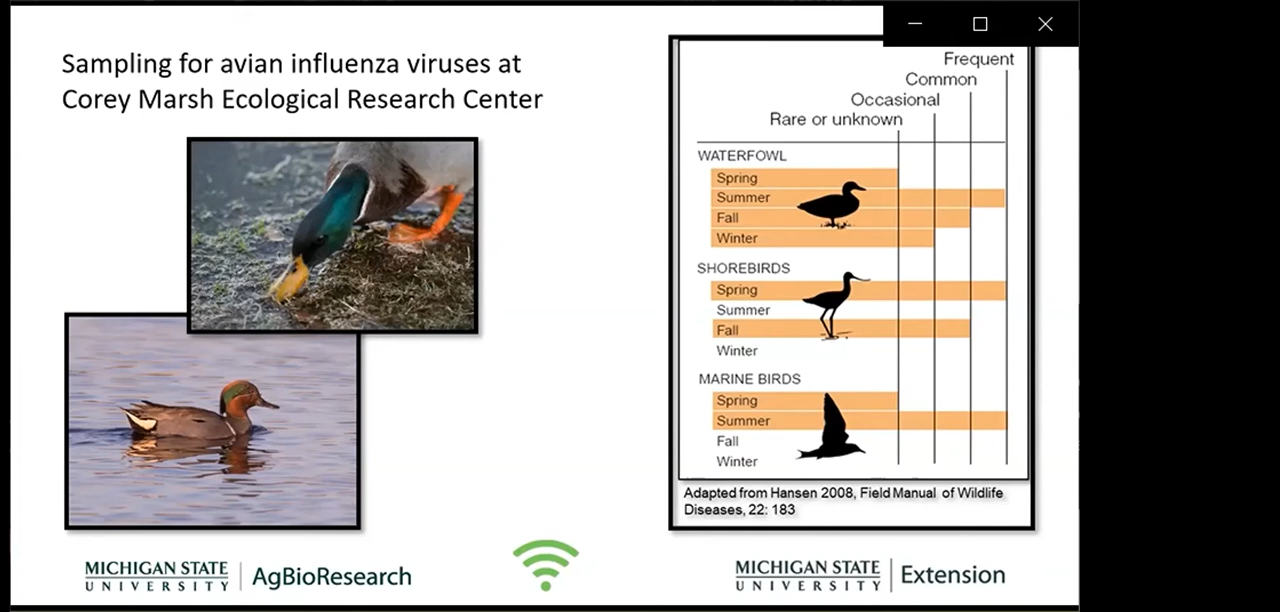 Sampling for avian influenza viruses at
Corey Marsh Ecological Research Center
Frequent
Common
Occasional
Rare or unknown
WATERFOWL
Spring
Summer
Fall
Winter
SHOREBIRDS
Spring
Summer
Fall
Winter
MARINE BIRDS
Spring
Summer
Fall
Winter
Adapted from Hansen 2008, Field Manual of Wildlife
Diseases, 22: 183
MICHIGAN STATE
UNIVERSITY
AgBioResearch
MICHIGAN STATE
UNIVERSITY
Extension